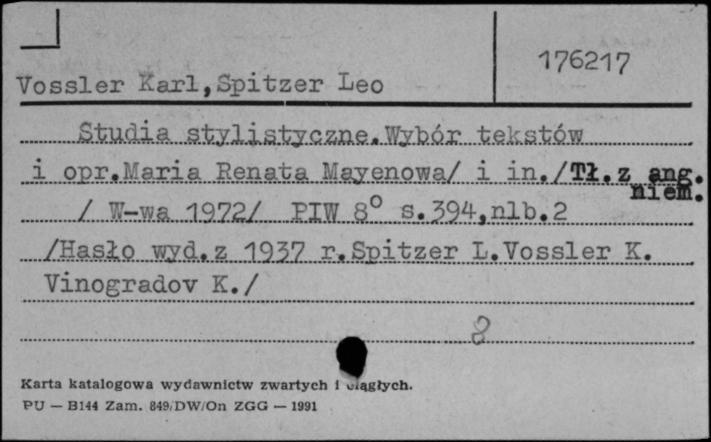 176217
Vossler Karl,Spitzer Leo
Studia stylistyczne.Wybór tekstów
i opr.Maria Renata Mayenowa/ i in./Tł.z ang.
niem.
/ W-wa 1972/ PIW 8° s.394,nlb.2
/Hasło wyd.z 1937 r.Spitzer L.Vossler K.
Vinogradov K./
8
Karta katalogowa wydawnictw zwartych i ciągłych.
PU — B144 Zam. 849/DW/On ZGG — 1991